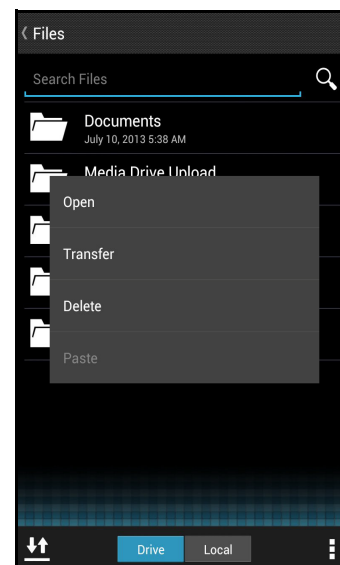 Files
Search Files
Documents
July 10, 2013 5:38 AM
Media Drive Upload
Open
Transfer
Delete
Paste
Drive
Local